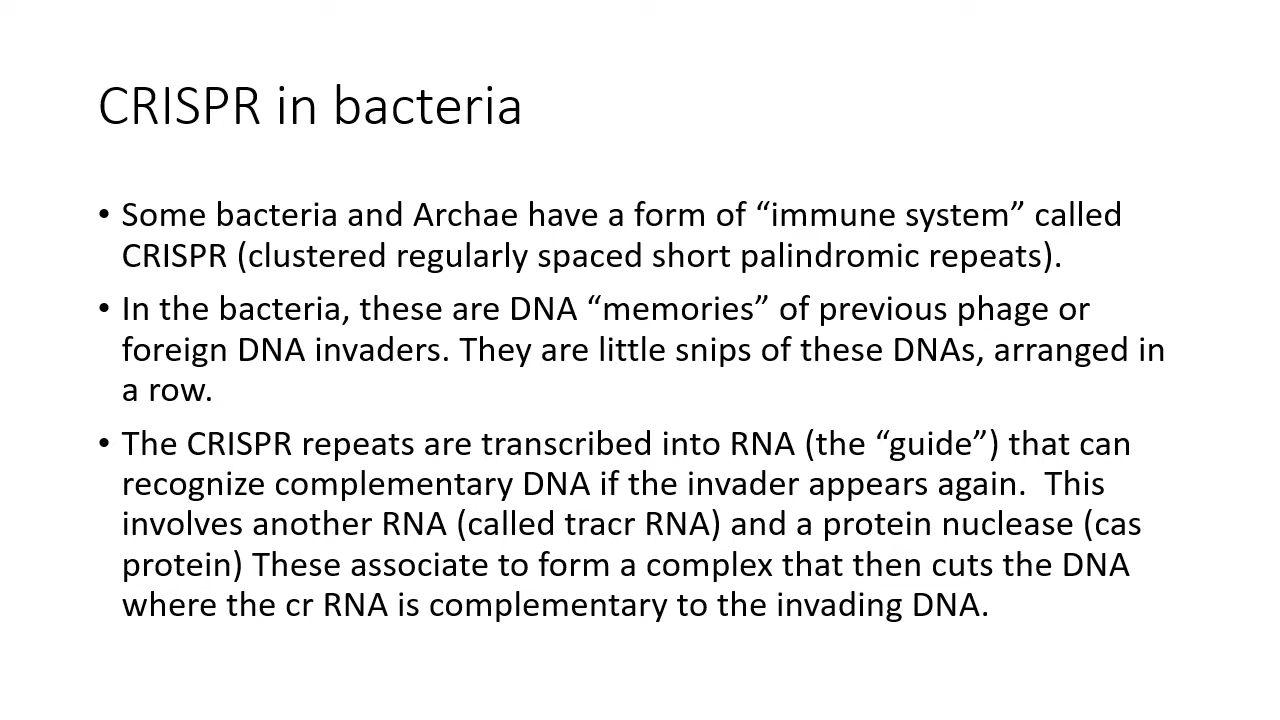 CRISPR in bacteria
• Some bacteria and Archae have a form of “immune system” called
CRISPR (clustered regularly spaced short palindromic repeats).
• In the bacteria, these are DNA “memories” of previous phage or
foreign DNA invaders. They are little snips of these DNAs, arranged in
a row.
• The CRISPR repeats are transcribed into RNA (the “guide”) that can
recognize complementary DNA if the invader appears again.  This
involves another RNA (called tracr RNA) and a protein nuclease (cas
protein) These associate to form a complex that then cuts the DNA
where the cr RNA is complementary to the invading DNA.